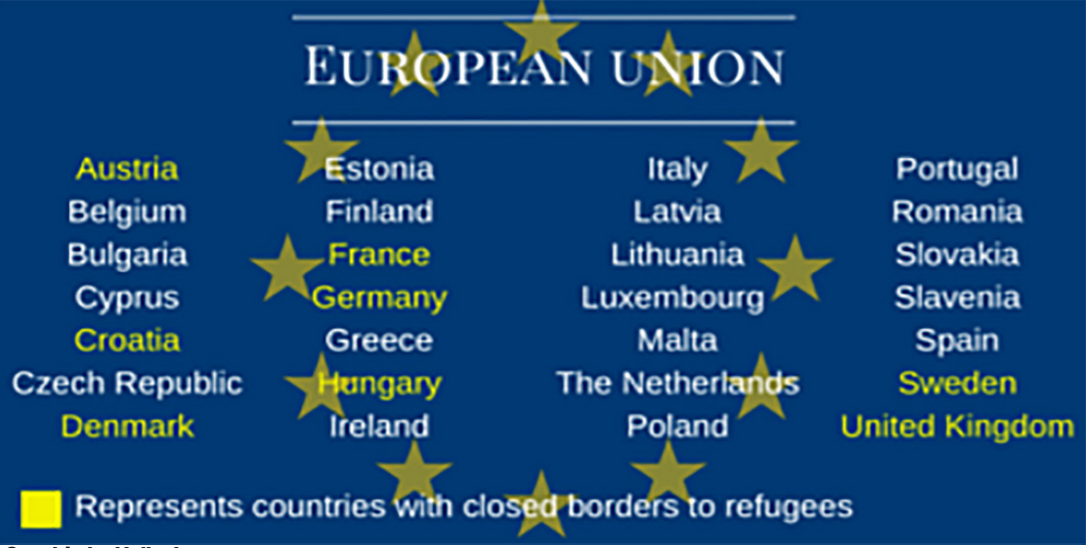 EUROPEAN UNION
Austria
Belgium
Bulgaria
Cyprus
Croatia
Czech Republic
Denmark
Estonia
Finland
France
Germany
Greece
Hungary
Ireland
Italy
Latvia
Lithuania
Luxembourg
Malta
The Netherlands
Poland
Portugal
Romania
Slovakia
Slavenia
Spain
Sweden
United Kingdom
Represents countries with closed borders to refugees